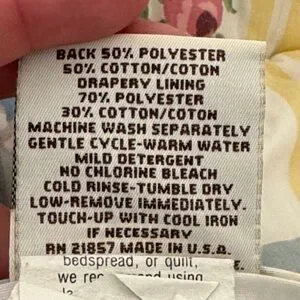 BACK 50% POLYESTER
50% COTTON/COTON
DRAPERY LINING
70% POLYESTER
30% COTTON/COTON
MACHINE WASH SEPARATELY
GENTLE CYCLE-WARM WATER
MILD DETERGENT
NO CHLORINE BLEACH
COLD RINSE-TUMBLE DRY
LOW-REMOVE IMMEDIATELY.
TOUCH-UP WITH COOL IRON
IF NECESSARY
RN 21857 MADE IN U.S.A.
bedspread, or quilt, E.
we using